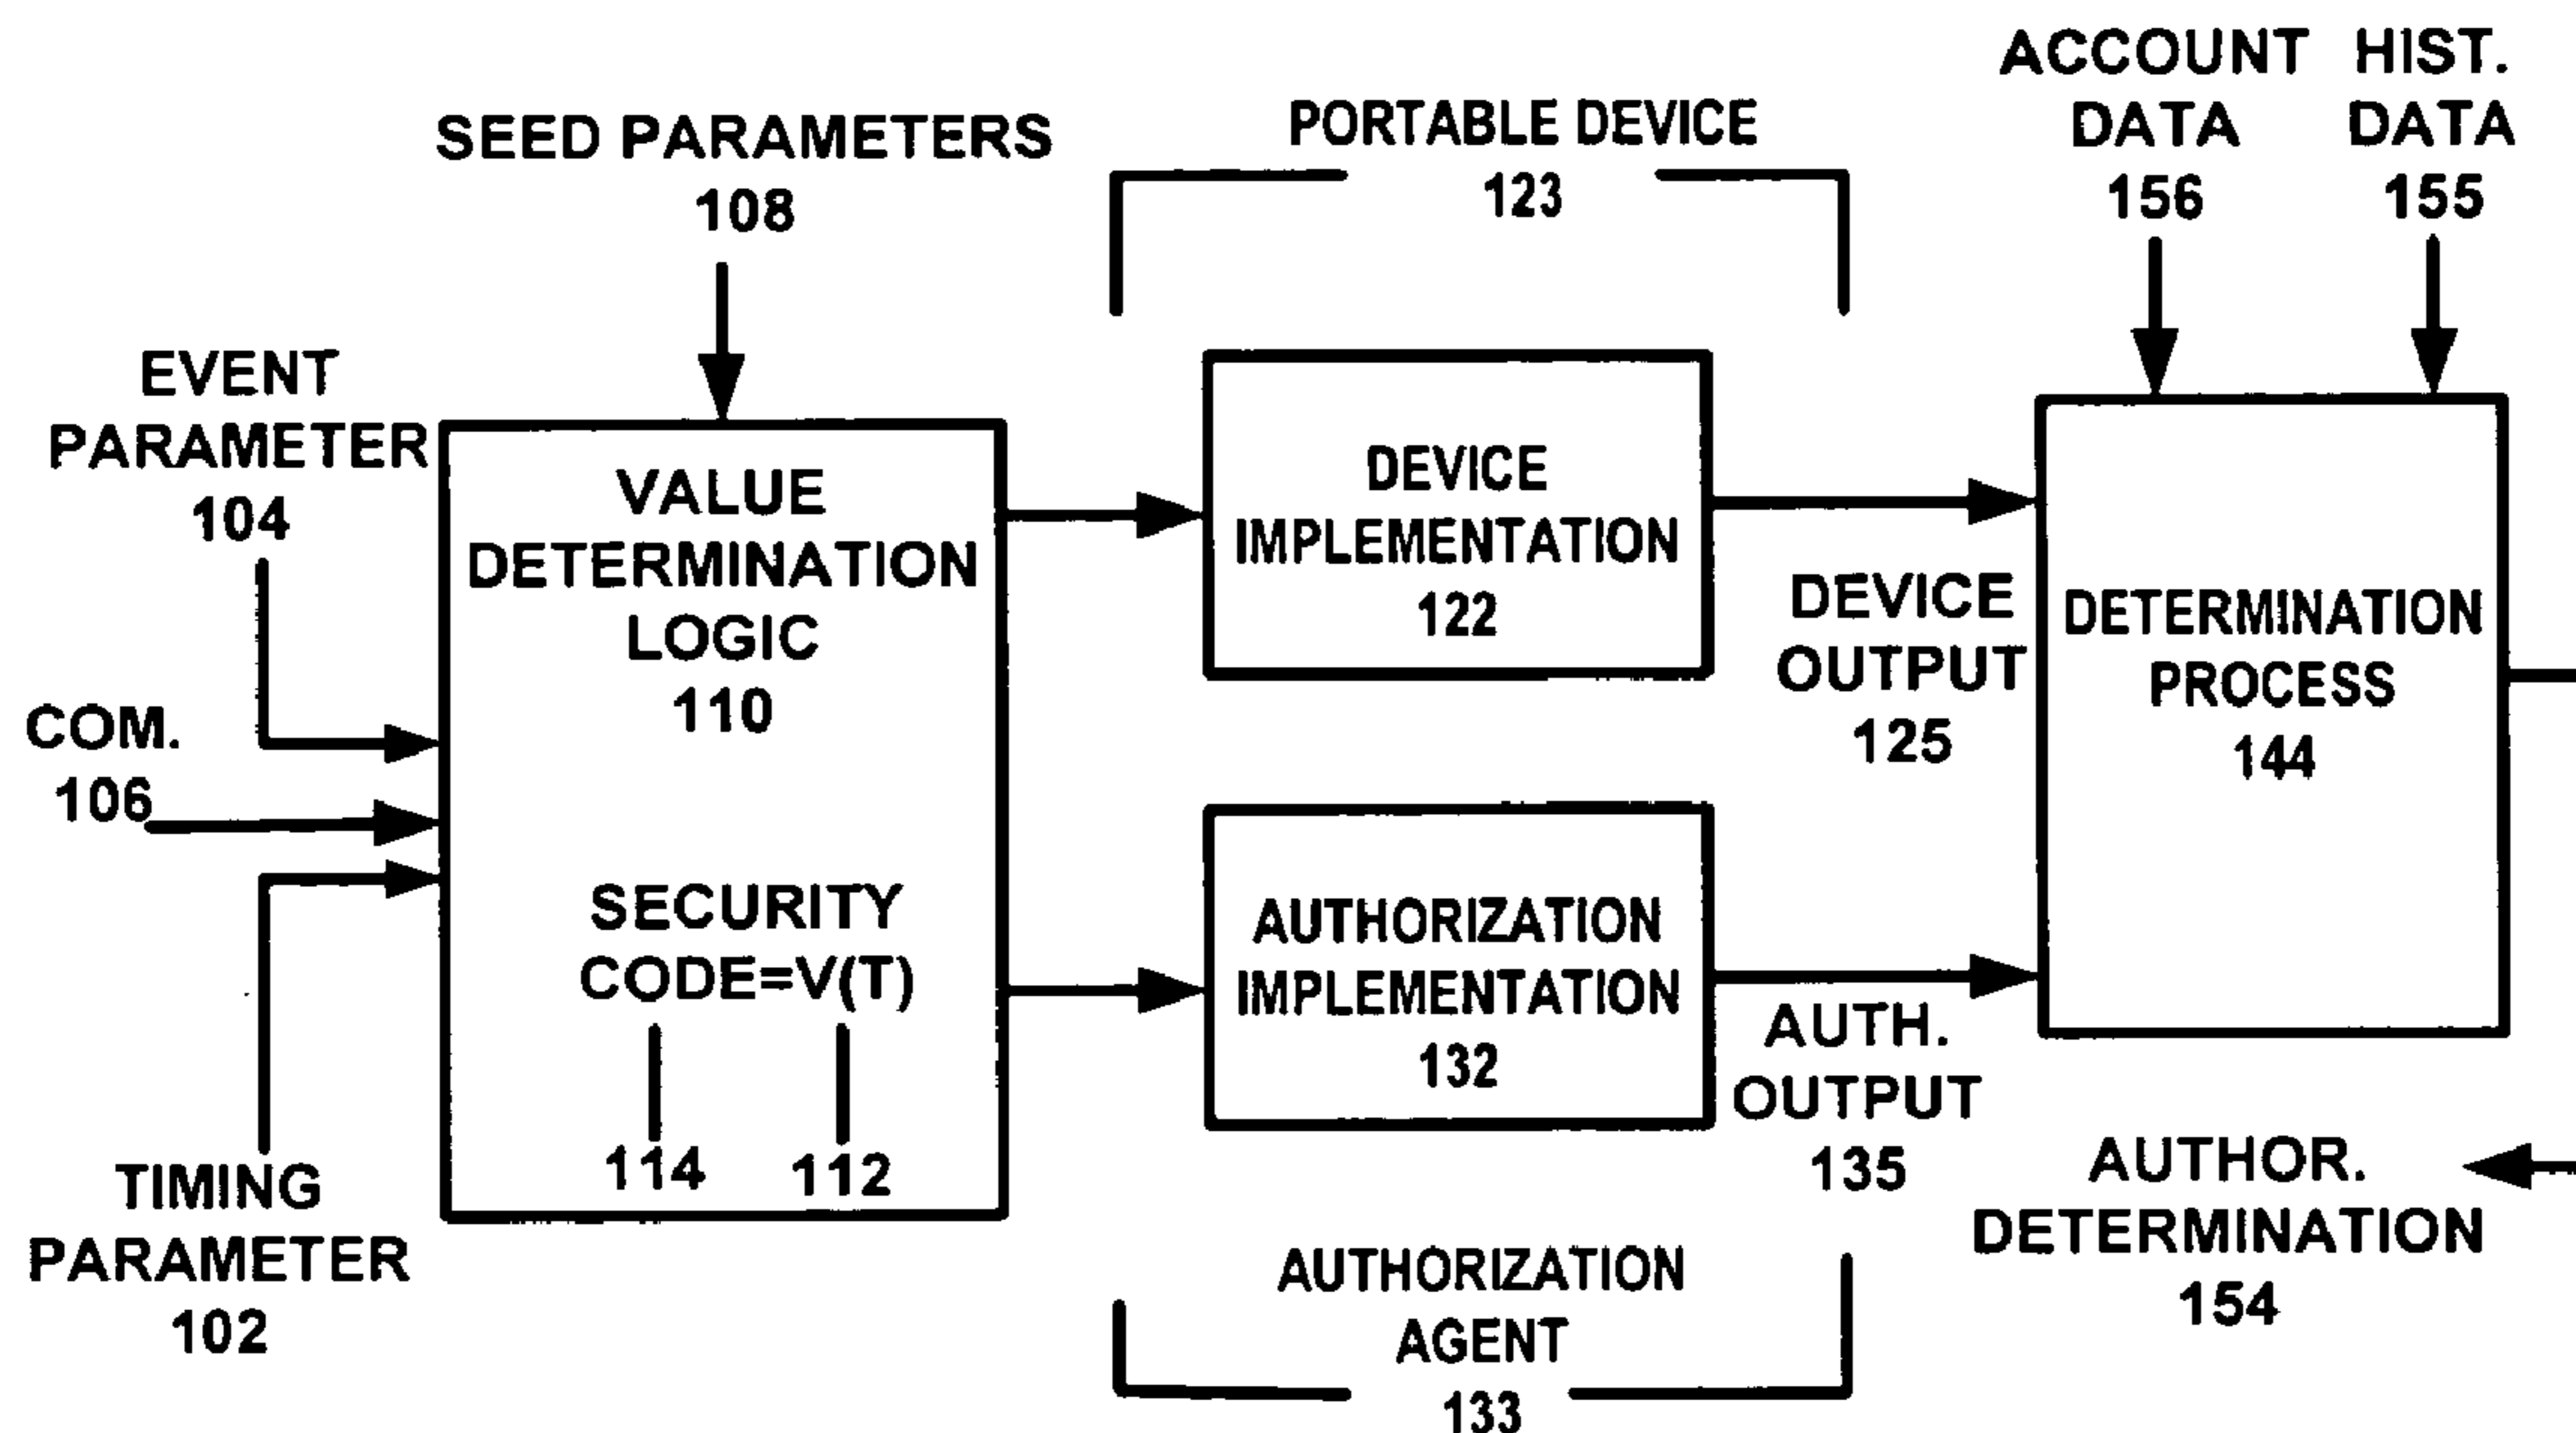 SEED PARAMETERS
108
PORTABLE DEVICE
123
ACCOUNT
DATA
156
HIST.
DATA
155
EVENT
PARAMETER
104
COM.
106
TIMING
PARAMETER
102
VALUE
DETERMINATION
LOGIC
110
SECURITY
CODE=V(T)
114 112
DEVICE
IMPLEMENTATION
122
DEVICE
OUTPUT
125
AUTHORIZATION
IMPLEMENTATION
132
AUTH.
OUTPUT
135
AUTHORIZATION
AGENT
133
DETERMINATION
PROCESS
144
AUTHOR.
DETERMINATION
154